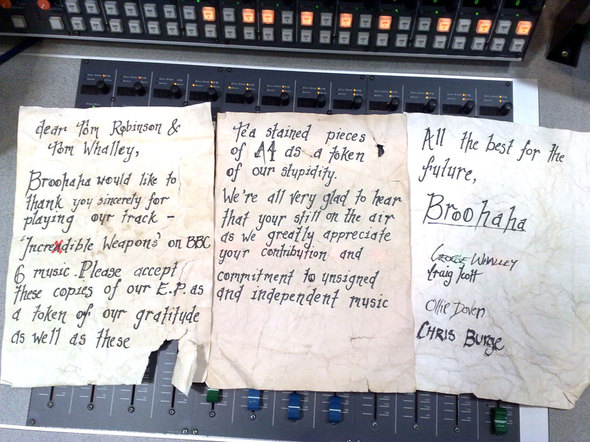 dear Tom Robinson &
Tom Whalley,
Broohaha would like to
thank you sincerely for
playing our track -
'Incredible Weapons' on BBC
6 music. Please accept
these copies of our E.P. as
a token of our gratitude
as well as these
tea stained pieces
of A4 as a token
of our stupidity.
We're all very glad to hear
that your still on the air
as we greatly appreciate
your contribution and
commitment to unsigned
and independent music
All the best for the
future,
Broohaha
GEORGE WHALLEY
Craig Scott
Ollie Dover
CHRIS BURGE